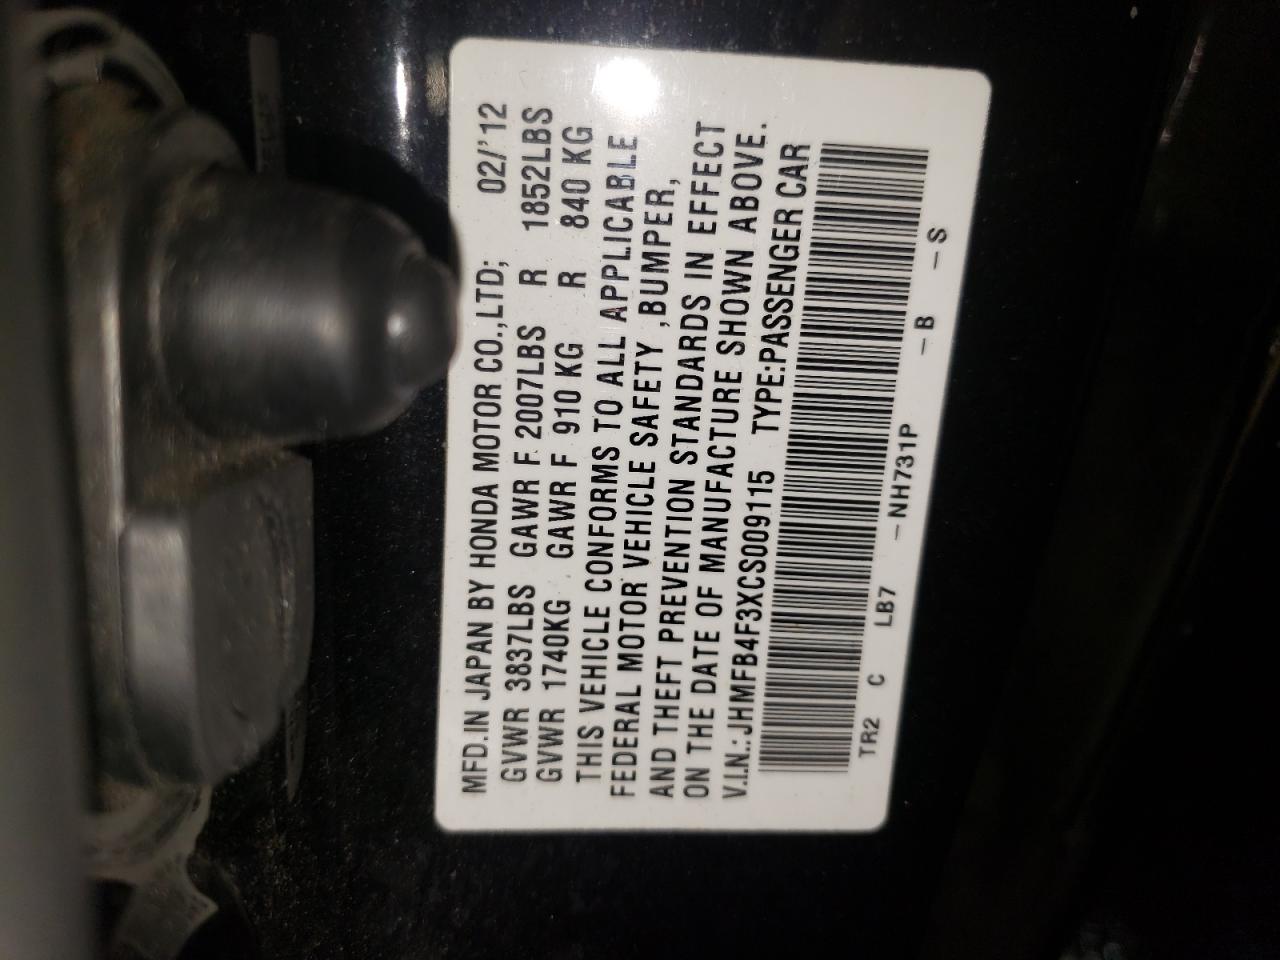 MFD.IN JAPAN BY HONDA MOTOR CO.,LTD; 02/'12
GVWR 3837LBS GAWR F 2007LBS R 1852LBS
GVWR 1740KG GAWR F 910 KG R 840 KG
THIS VEHICLE CONFORMS TO ALL APPLICABLE
FEDERAL MOTOR VEHICLE SAFETY ,BUMPER,
AND THEFT PREVENTION STANDARDS IN EFFECT
ON THE DATE OF MANUFACTURE SHOWN ABOVE.
V.I.N.: JHMFB4F3XCS009115 TYPE:PASSENGER CAR
TR2 C LB7 -NH731P -B -S